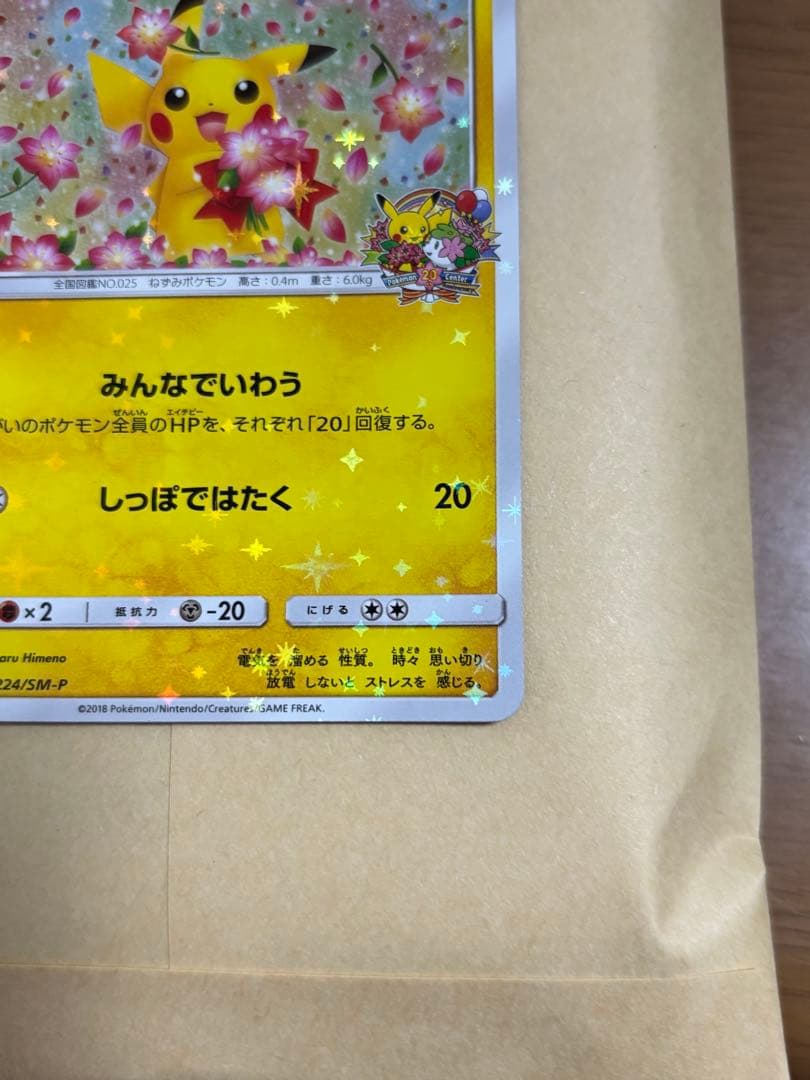 Pokémon 20 Center
全国図鑑NO.025 ねずみポケモン 高さ:0.4m 重さ:6.0kg
みんなでいわう
がいのポケモン全員のHPを、それぞれ「20」回復する。
しっぽではたく 20
×2 抵抗力 -20 にげる
aru Himeno
電気を 溜める 性質。 時々 思い切り
放電 しないと ストレスを 感じる。
224/SM-P
©2018 Pokémon/Nintendo/Creatures/GAME FREAK.